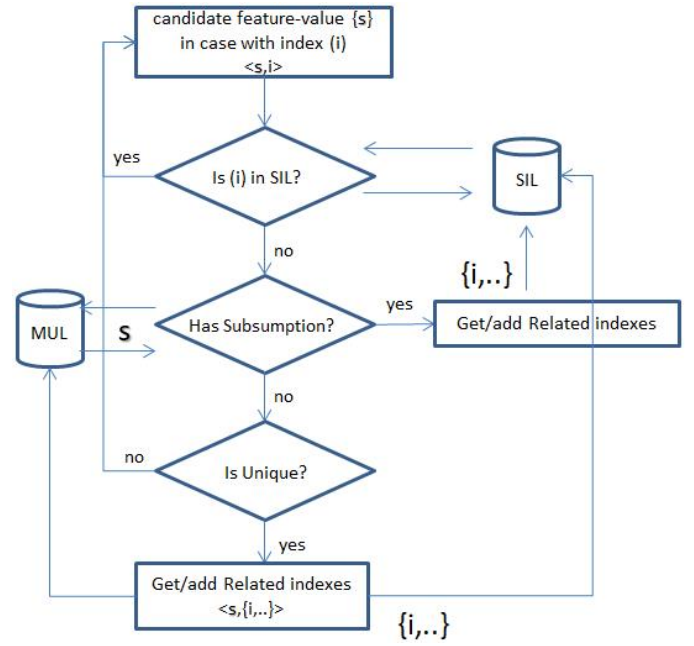 candidate feature-value {s}
in case with index (i)
<s,i>
yes
Is (i) in SIL?
SIL
no
{i,..}
MUL
S
Has Subsumption?
yes
Get/add Related indexes
no
no
Is Unique?
yes
Get/add Related indexes
<s,{i,..}>
{i,..}